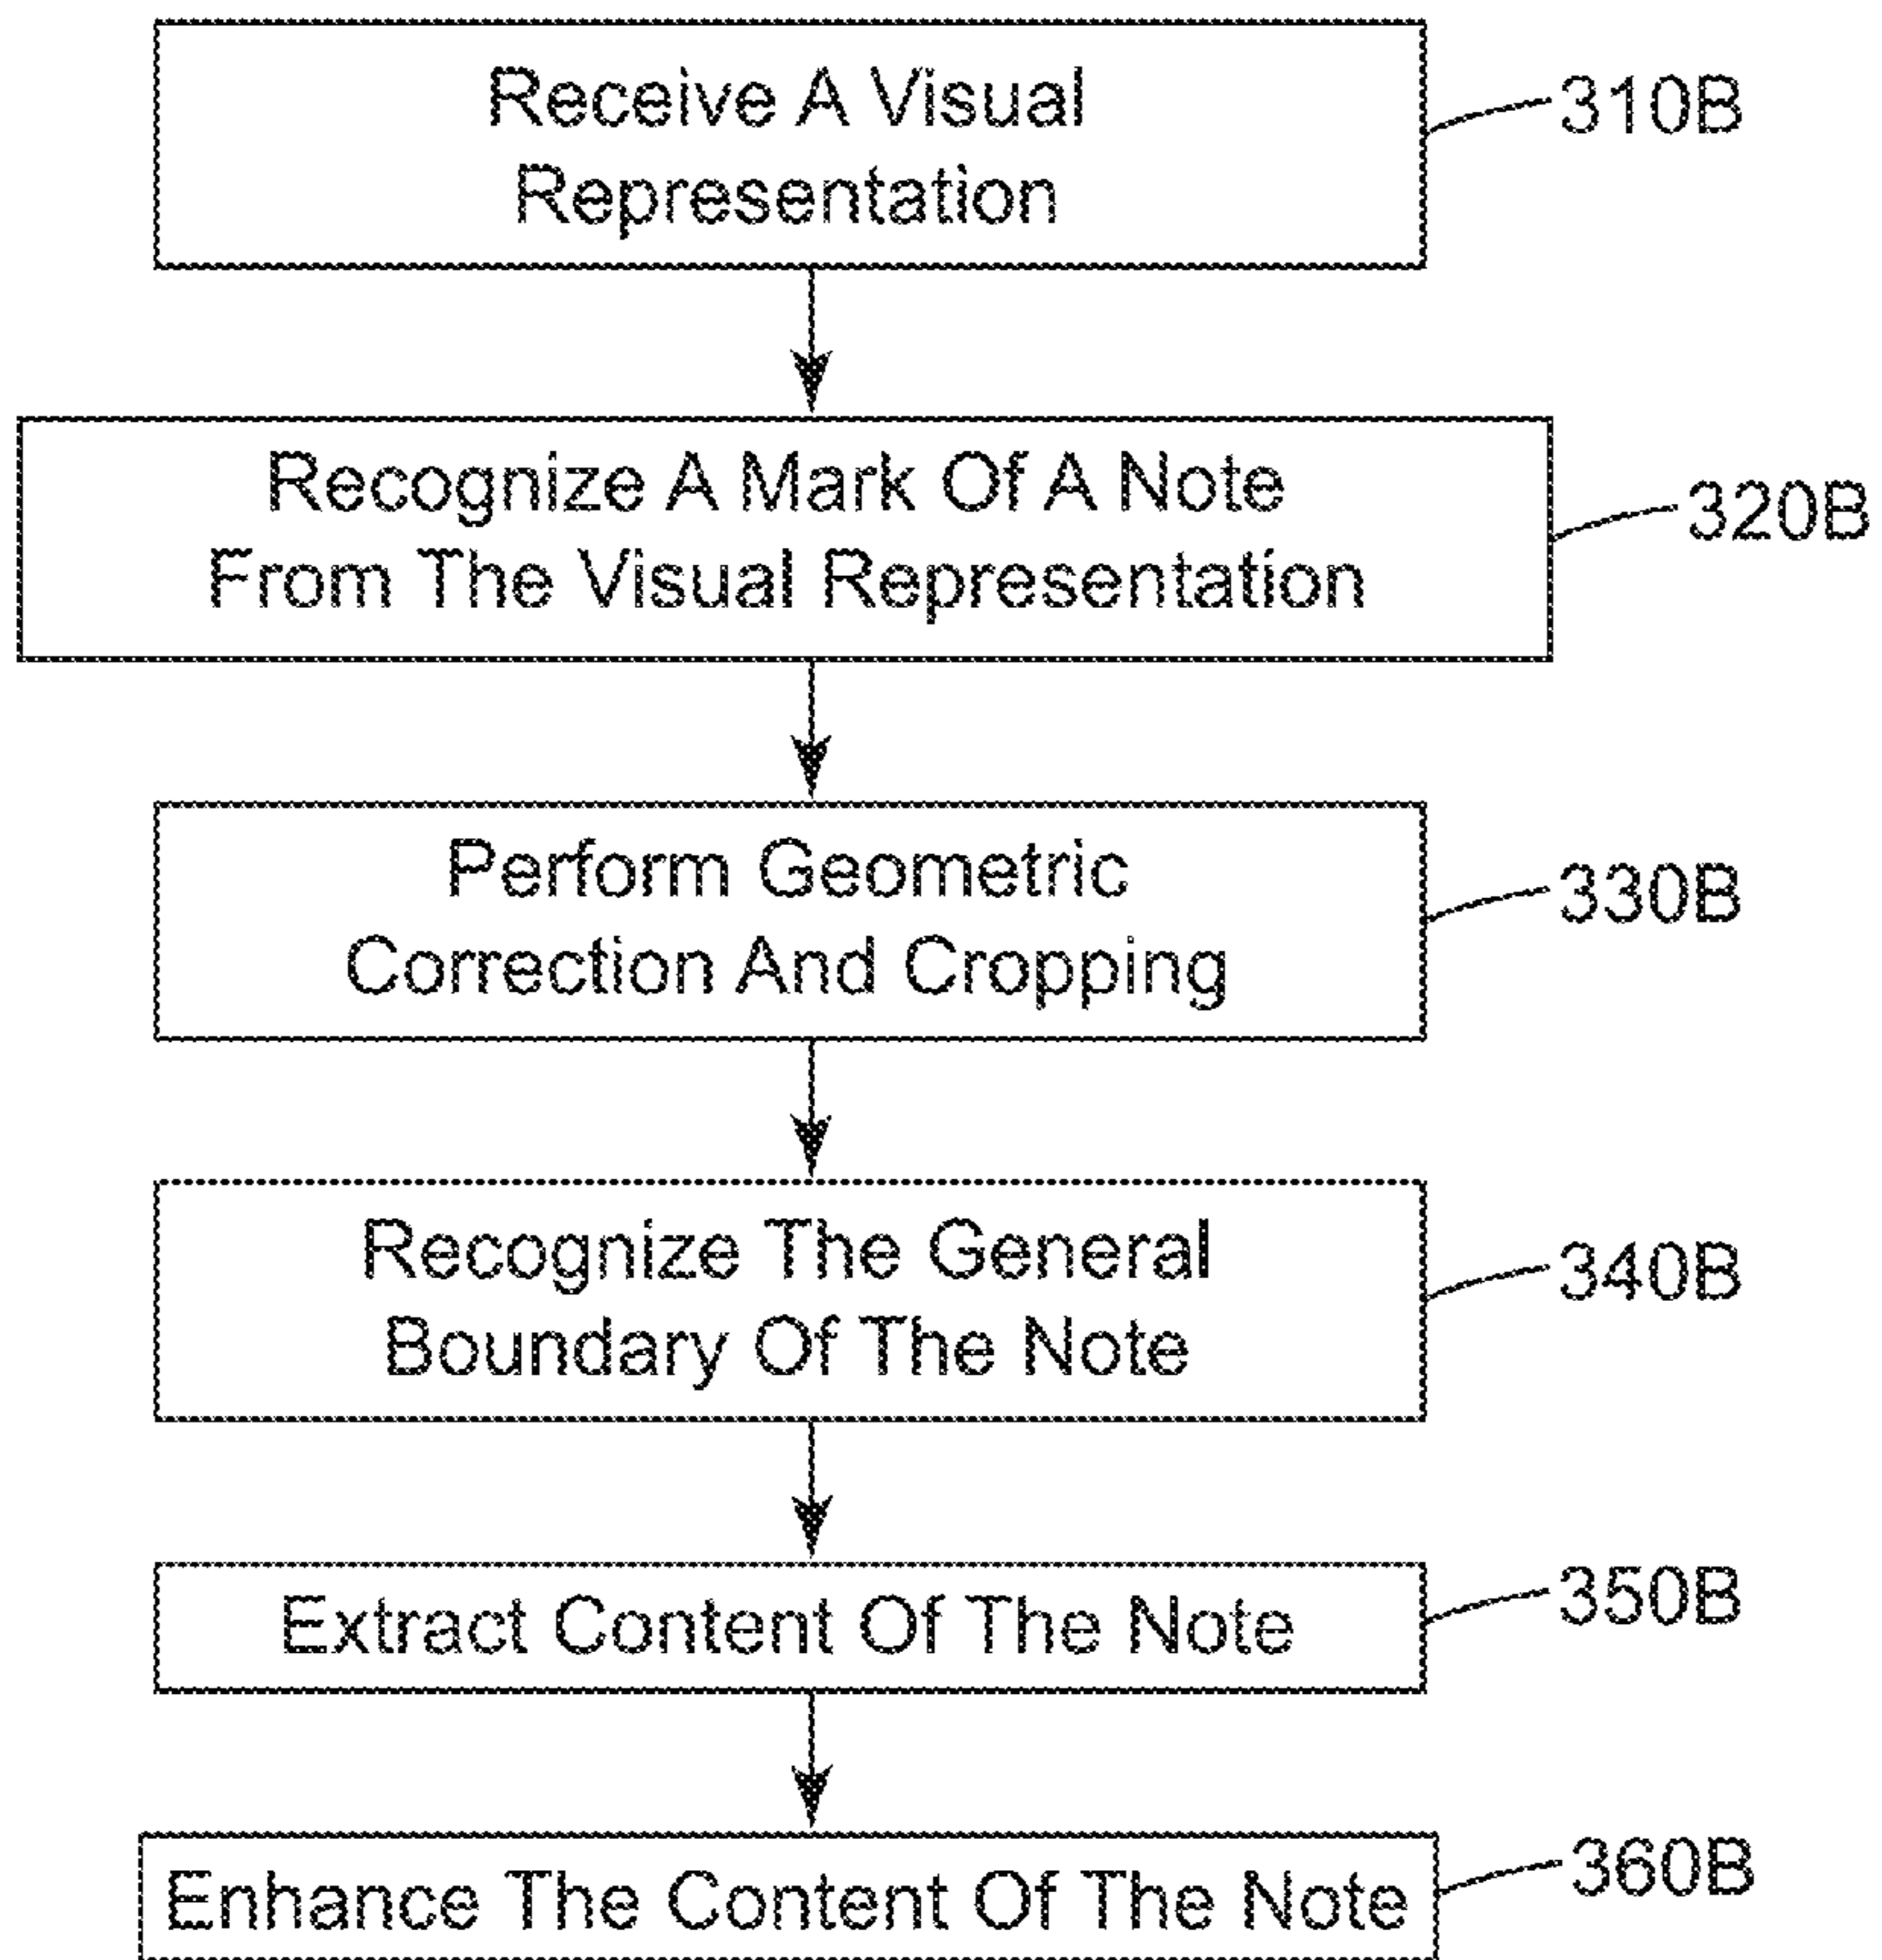 Receive A Visual
Representation
310B
Recognize A Mark Of A Note
From The Visual Representation
320B
Perform Geometric
Correction And Cropping
330B
Recognize The General
Boundary Of The Note
340B
Extract Content Of The Note
350B
Enhance The Content Of The Note
360B